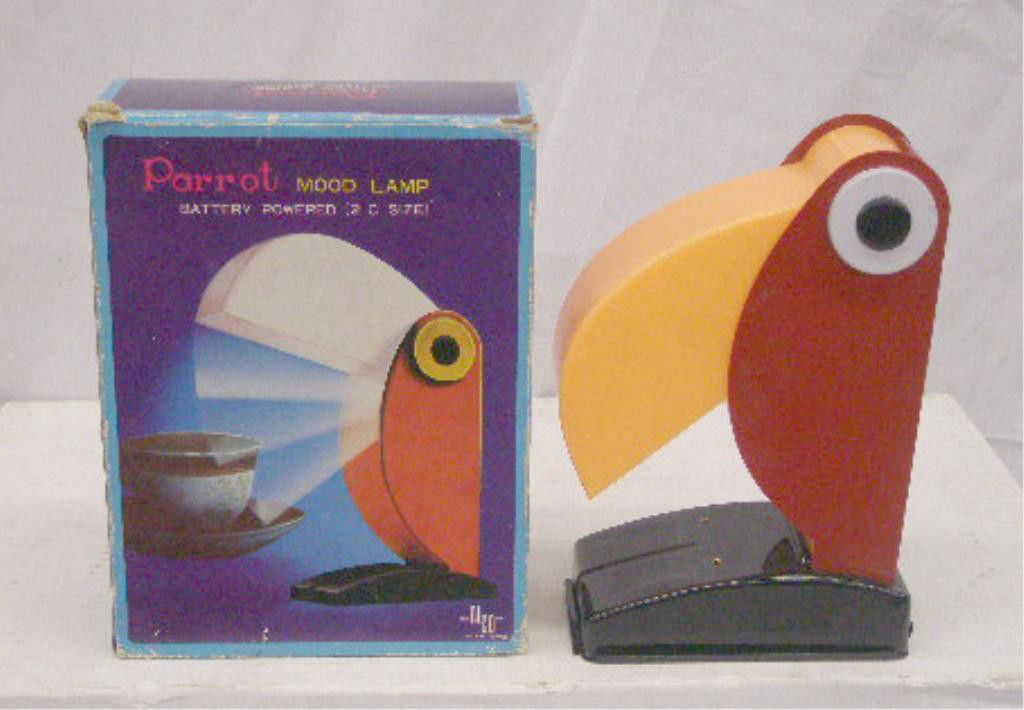 Parrot MOOD LAMP
BATTERY POWERED (2 C SIZE)